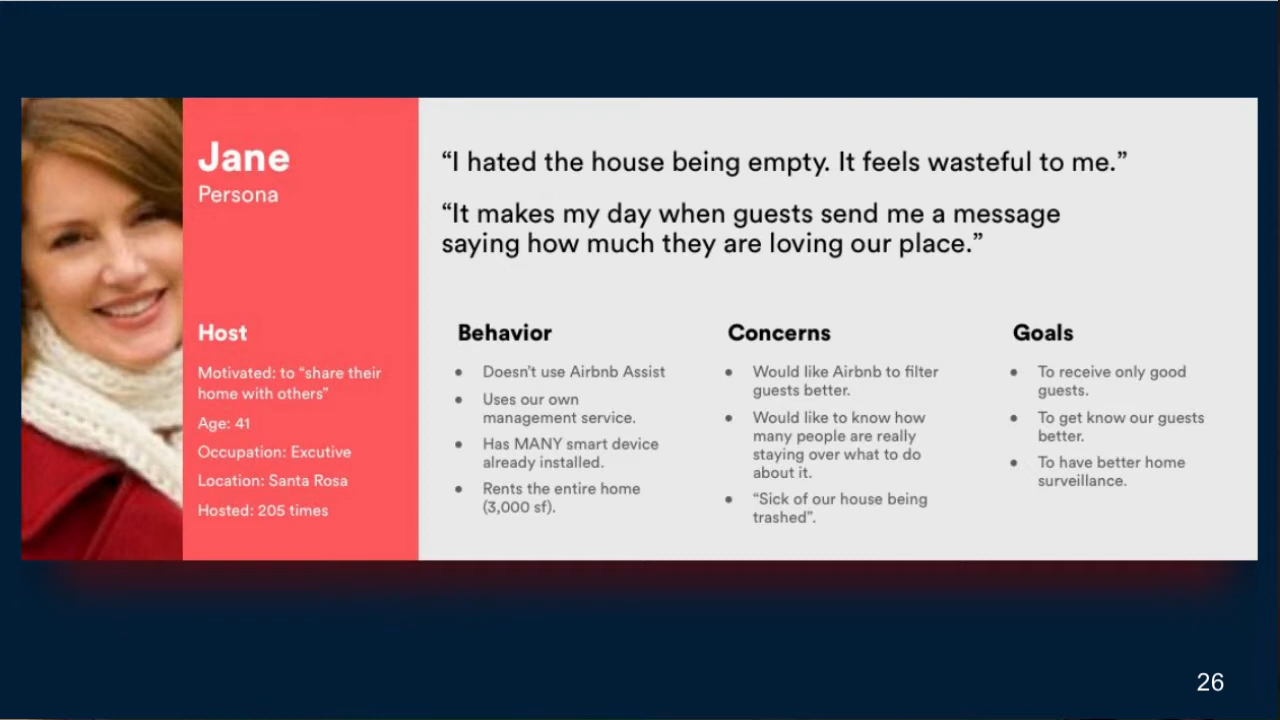 Jane
Persona
“I hated the house being empty. It feels wasteful to me.”
“It makes my day when guests send me a message
saying how much they are loving our place.”
Host
Motivated: to “share their
home with others”
Age: 41
Occupation: Excutive
Location: Santa Rosa
Hosted: 205 times
Behavior
• Doesn’t use Airbnb Assist
• Uses our own
management service.
• Has MANY smart device
already installed.
• Rents the entire home
(3,000 sf).
Concerns
• Would like Airbnb to filter
guests better.
• Would like to know how
many people are really
staying over what to do
about it.
• “Sick of our house being
trashed”.
Goals
• To receive only good
guests.
• To get know our guests
better.
• To have better home
surveillance.
26